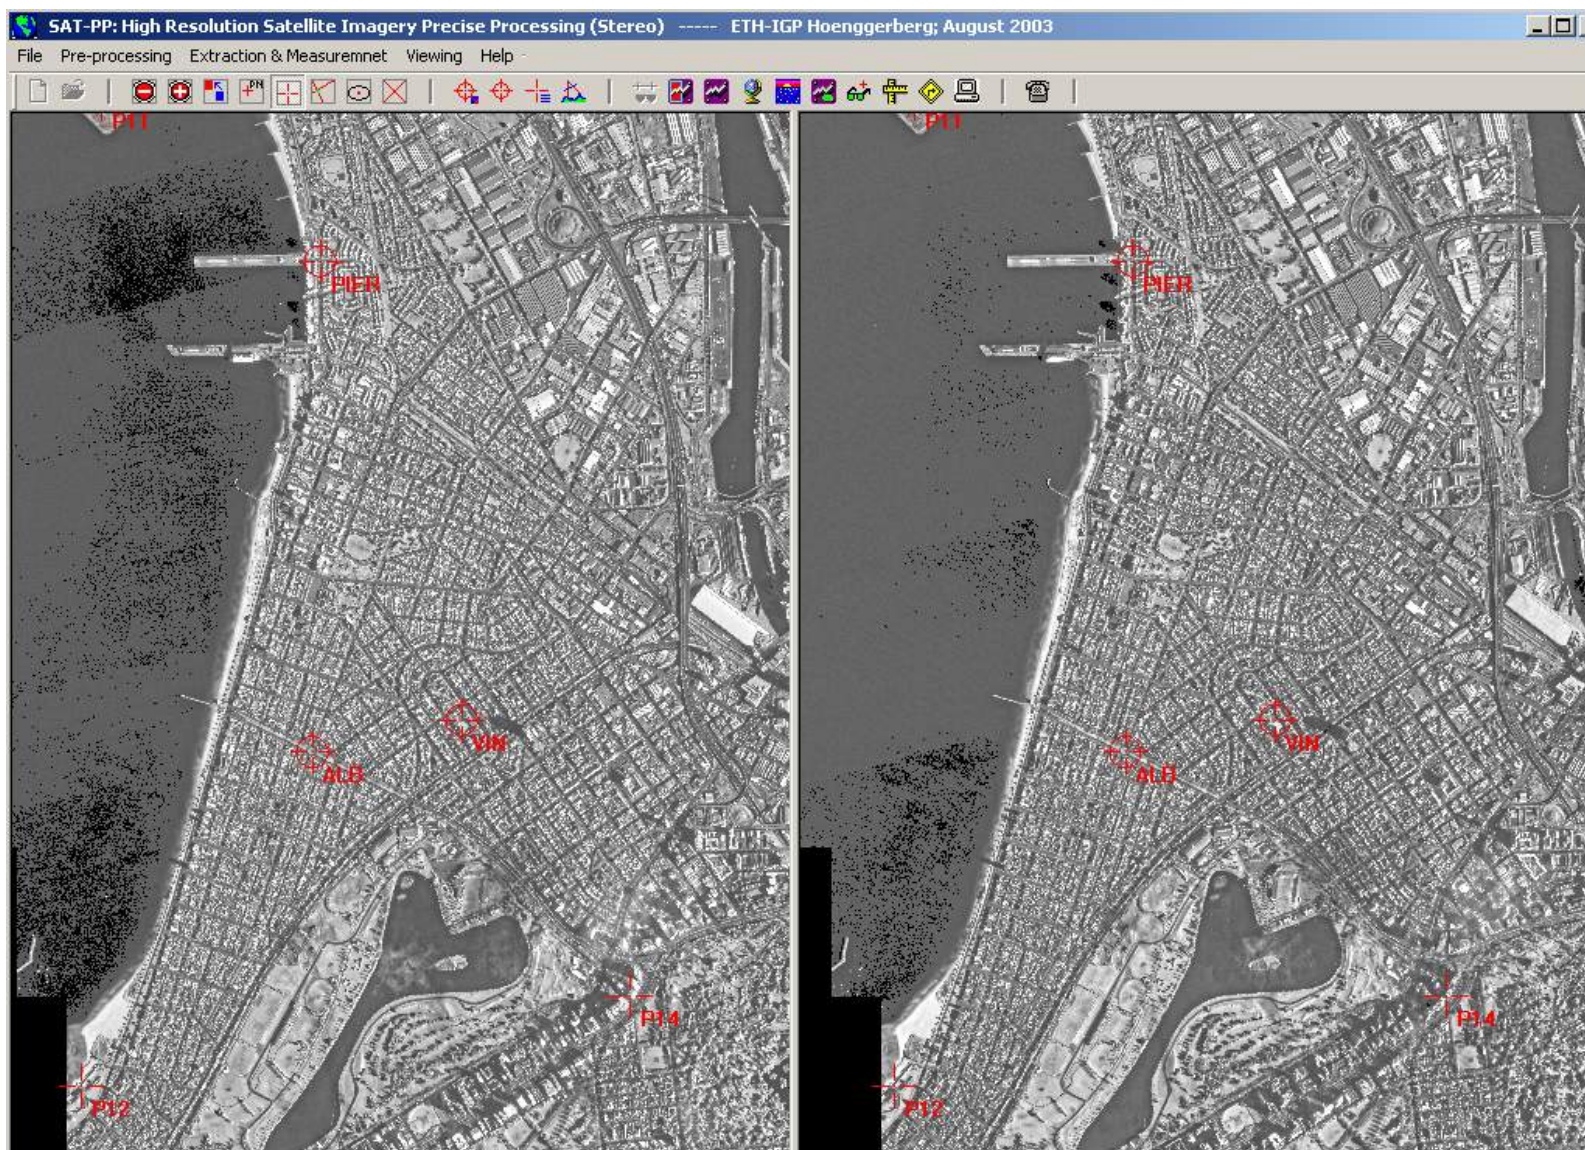 SAT-PP: High Resolution Satellite Imagery Precise Processing (Stereo) ----- ETH-IGP Hoenggerberg; August 2003
File Pre-processing Extraction & Measuremnet Viewing Help
PN
P11 P11
PIER PIER
VIN VIN
ALB ALB
P14 P14
P12 P12